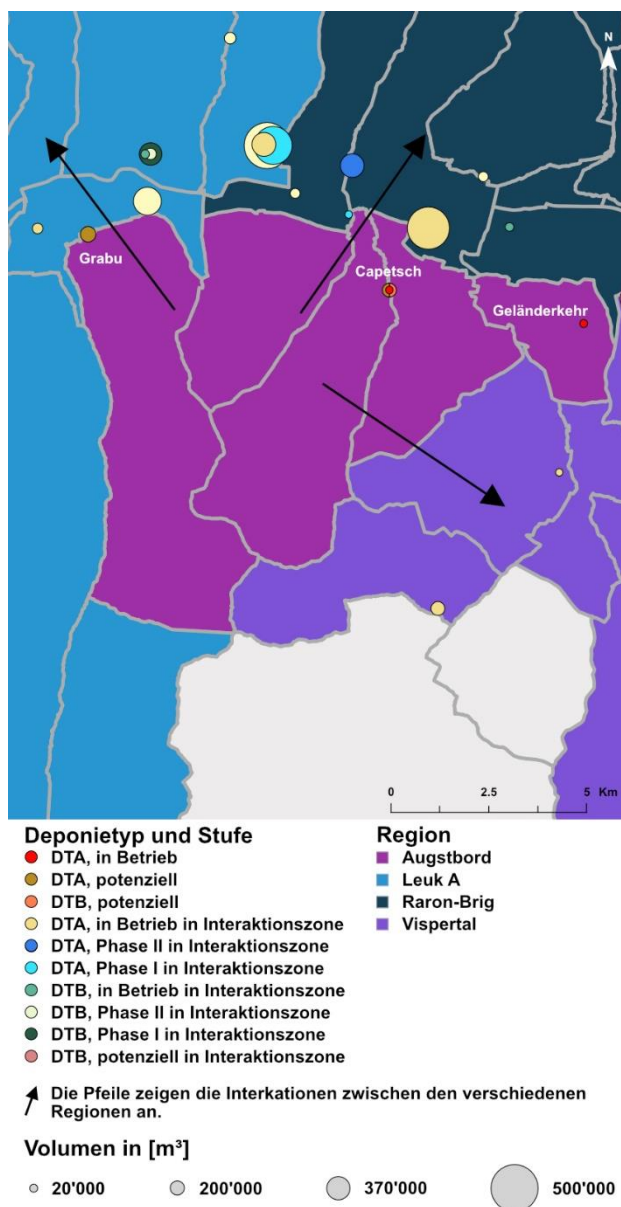 N
Grabu
Capetsch
Geländerkehr
0 2.5 5 Km
Deponietyp und Stufe
DTA, in Betrieb
DTA, potenziell
DTB, potenziell
DTA, in Betrieb in Interaktionszone
DTA, Phase II in Interaktionszone
DTA, Phase I in Interaktionszone
DTB, in Betrieb in Interaktionszone
DTB, Phase II in Interaktionszone
DTB, Phase I in Interaktionszone
DTB, potenziell in Interaktionszone
Region
Augstbord
Leuk A
Raron-Brig
Vispertal
Die Pfeile zeigen die Interkationen zwischen den verschiedenen
Regionen an.
Volumen in [m³]
20'000 200'000 370'000 500'000